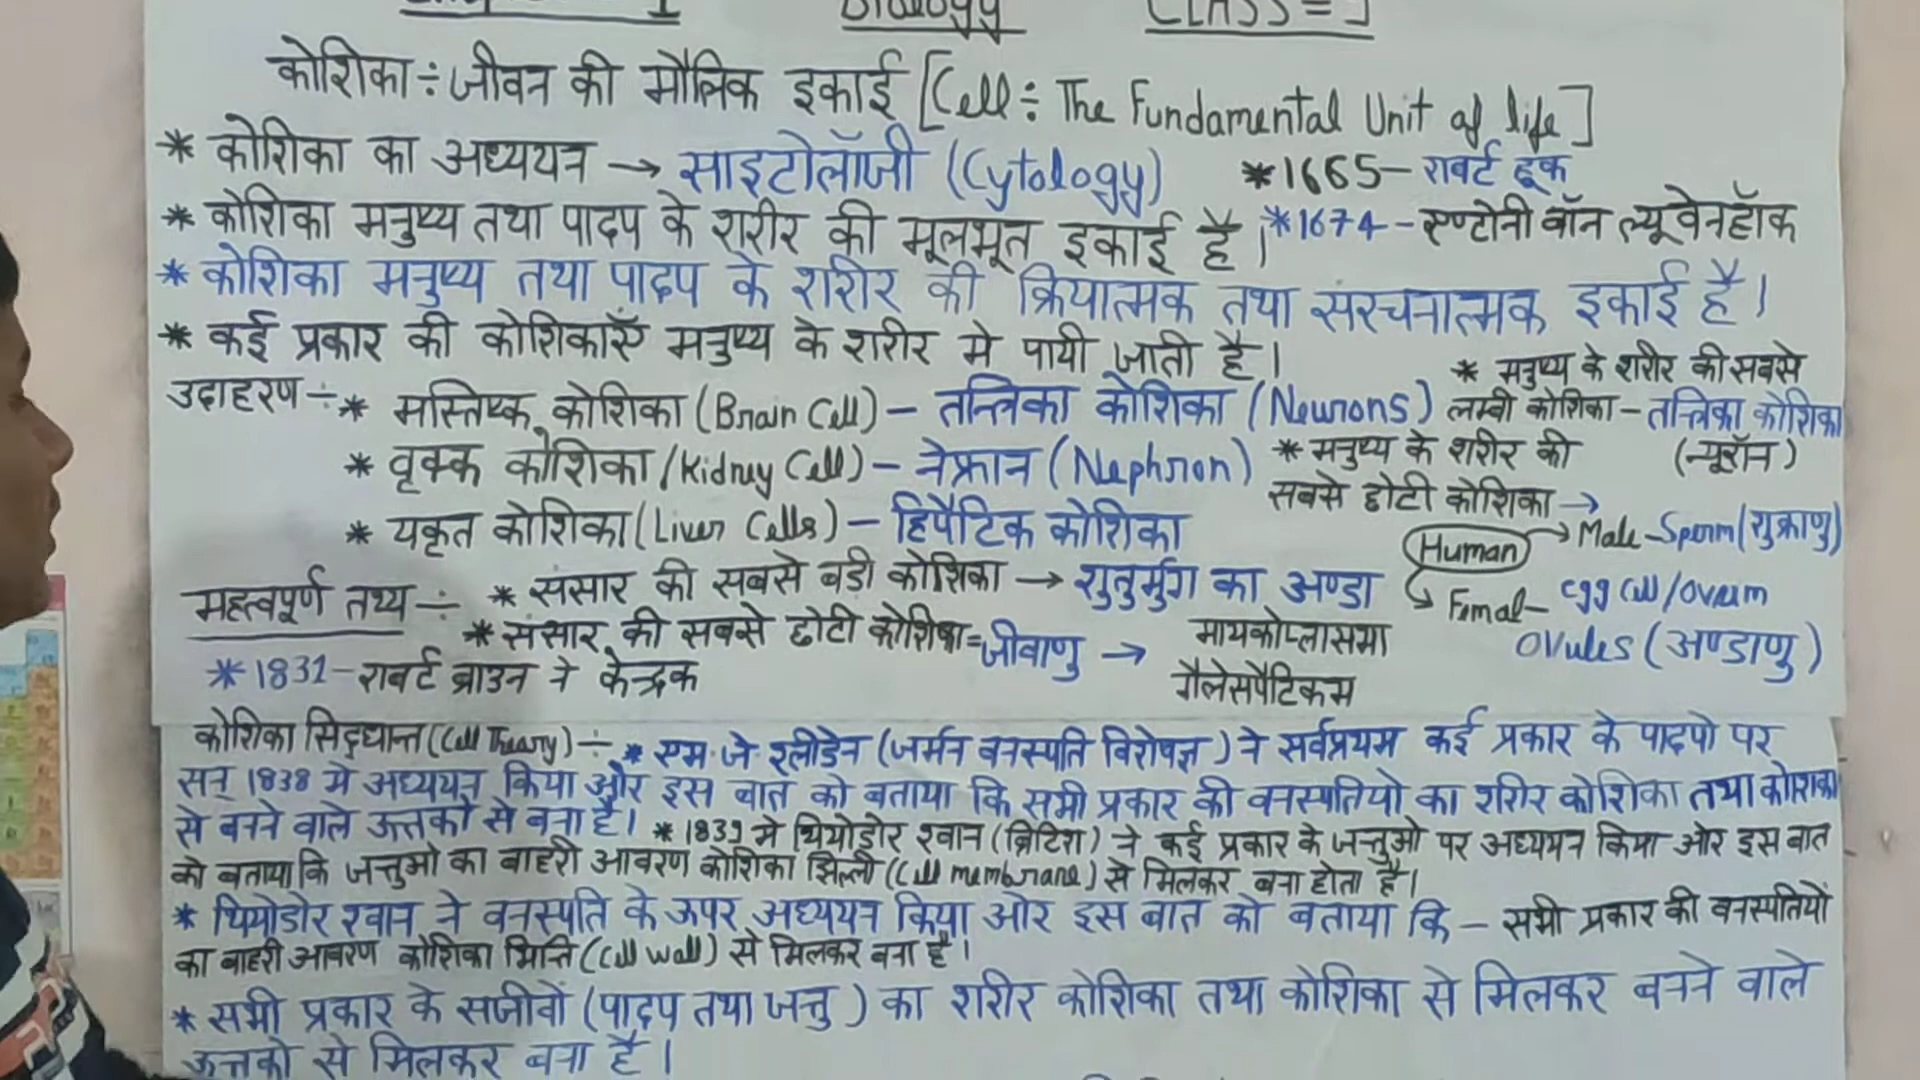 Biology CLASS =
कोशिका ÷ जीवन की मौलिक इकाई [Cell ÷ The Fundamental Unit of life]
* कोशिका का अध्ययन → साइटोलॉजी (Cytology) * 1665 – राबर्ट हूक
* कोशिका मनुष्य तथा पादप के शरीर की मूलभूत इकाई है। * 1674 – एण्टोनी वॉन ल्यूवेनहॉक
* कोशिका मनुष्य तथा पादप के शरीर की क्रियात्मक तथा संरचनात्मक इकाई है।
* कई प्रकार की कोशिकाएँ मनुष्य के शरीर मे पायी जाती है।
उदाहरण ÷ * मस्तिष्क कोशिका (Brain Cell) – तन्त्रिका कोशिका (Neurons)
* वृक्क कोशिका (Kidney Cell) – नेफ्रान (Nephron)
* यकृत कोशिका (Liver Cells) – हिपैटिक कोशिका
* मनुष्य के शरीर की सबसे
लम्बी कोशिका – तन्त्रिका कोशिका
(न्यूरॉन)
* मनुष्य के शरीर की
सबसे छोटी कोशिका →
Human → Male – Sperm (शुक्राणु)
→ Femal – egg cell/ovum
Ovules (अण्डाणु)
महत्वपूर्ण तथ्य ÷ * संसार की सबसे बड़ी कोशिका → शुतुर्मुग का अण्डा
* संसार की सबसे छोटी कोशिका = जीवाणु → मायकोप्लासमा
गैलेसपैटिकम
* 1831 – राबर्ट ब्राउन ने केन्द्रक
कोशिका सिद्धान्त (Cell Theory) ÷ * एम. जे. श्लीडेन (जर्मन वनस्पति विशेषज्ञ) ने सर्वप्रथम कई प्रकार के पादपो पर
सन् 1838 मे अध्ययन किया और इस बात को बताया कि सभी प्रकार की वनस्पतियो का शरीर कोशिका तथा कोशिका
से बनने वाले ऊत्तको से बना है। * 1839 मे थियोडोर श्वान (ब्रिटिश) ने कई प्रकार के जन्तुओ पर अध्ययन किया और इस बात
को बताया कि जन्तुओ का बाहरी आवरण कोशिका झिल्ली (Cell membrane) से मिलकर बना होता है।
* थियोडोर श्वान ने वनस्पति के ऊपर अध्ययन किया और इस बात को बताया कि – सभी प्रकार की वनस्पतियों
का बाहरी आवरण कोशिका भित्ति (Cell wall) से मिलकर बना है।
* सभी प्रकार के सजीवों (पादप तथा जन्तु) का शरीर कोशिका तथा कोशिका से मिलकर बनने वाले
ऊत्तको से मिलकर बना है।